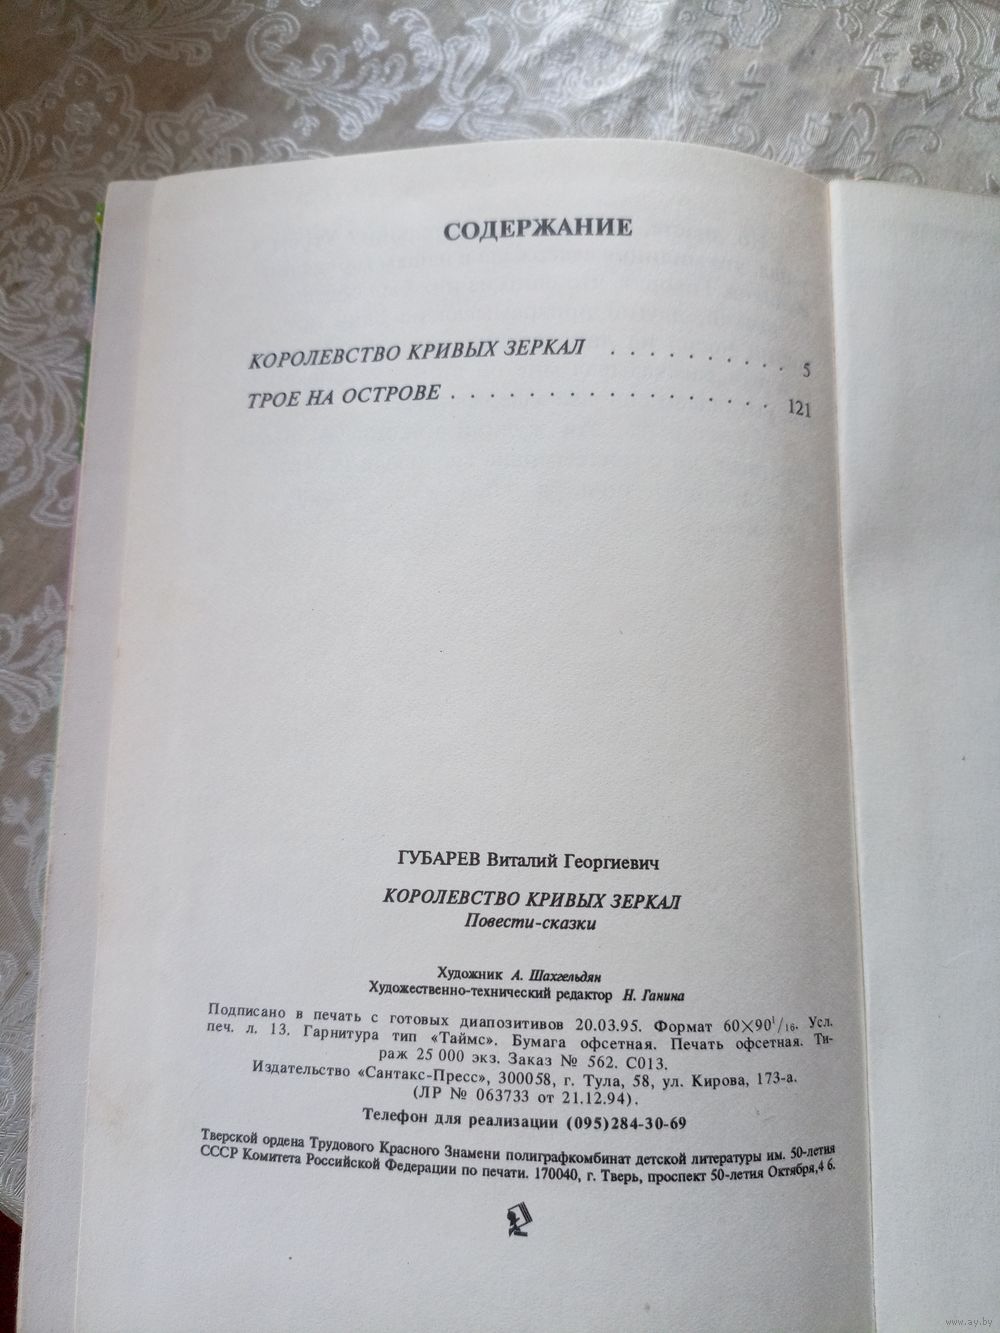 СОДЕРЖАНИЕ
КОРОЛЕВСТВО КРИВЫХ ЗЕРКАЛ . . . . . . . . . . 5
ТРОЕ НА ОСТРОВЕ . . . . . . . . . . . . . . . . . . 121
ГУБАРЕВ Виталий Георгиевич
КОРОЛЕВСТВО КРИВЫХ ЗЕРКАЛ
Повести-сказки
Художник А. Шахгельдян
Художественно-технический редактор Н. Ганина
Подписано в печать с готовых диапозитивов 20.03.95. Формат 60×90¹/₁₆. Усл.
печ. л. 13. Гарнитура тип «Таймс». Бумага офсетная. Печать офсетная. Ти-
раж 25 000 экз. Заказ № 562. С013.
Издательство «Сантакс-Пресс», 300058, г. Тула, 58, ул. Кирова, 173-а.
(ЛР № 063733 от 21.12.94).
Телефон для реализации (095)284-30-69
Тверской ордена Трудового Красного Знамени полиграфкомбинат детской литературы им. 50-летия
СССР Комитета Российской Федерации по печати. 170040, г. Тверь, проспект 50-летия Октября,4 6.
www.ay.by